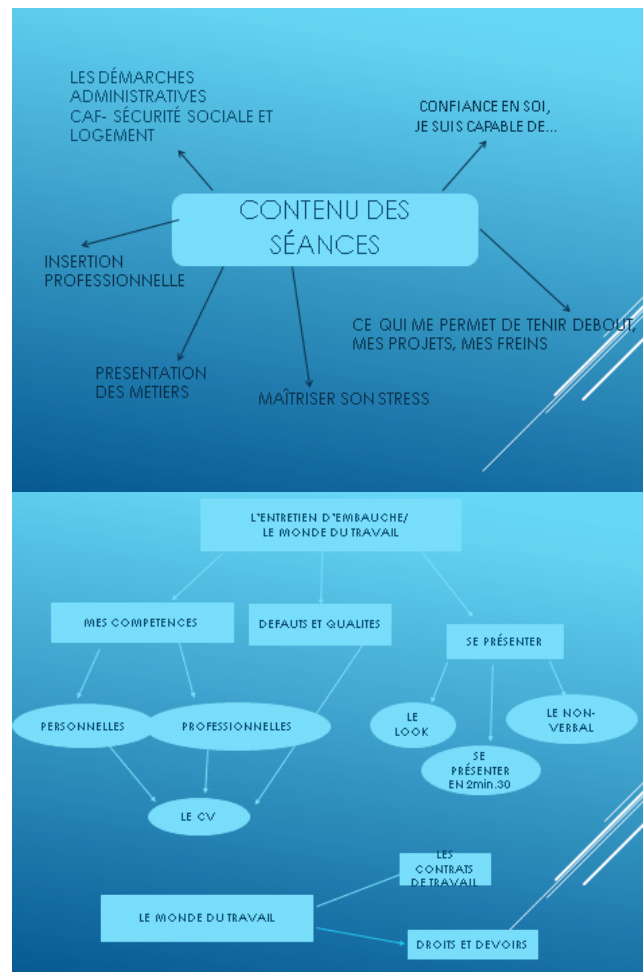 LES DÉMARCHES
ADMINISTRATIVES
CAF- SÉCURITÉ SOCIALE ET
LOGEMENT
CONFIANCE EN SOI,
JE SUIS CAPABLE DE...
CONTENU DES
SÉANCES
INSERTION
PROFESSIONNELLE
CE QUI ME PERMET DE TENIR DEBOUT,
MES PROJETS, MES FREINS
PRESENTATION
DES METIERS
MAÎTRISER SON STRESS
L'ENTRETIEN D'EMBAUCHE/
LE MONDE DU TRAVAIL
MES COMPETENCES
DEFAUTS ET QUALITES
SE PRÉSENTER
PERSONNELLES
PROFESSIONNELLES
LE
LOOK
LE NON-
VERBAL
SE
PRÉSENTER
EN 2min.30
LE CV
LES
CONTRATS
DE TRAVAIL
LE MONDE DU TRAVAIL
DROITS ET DEVOIRS